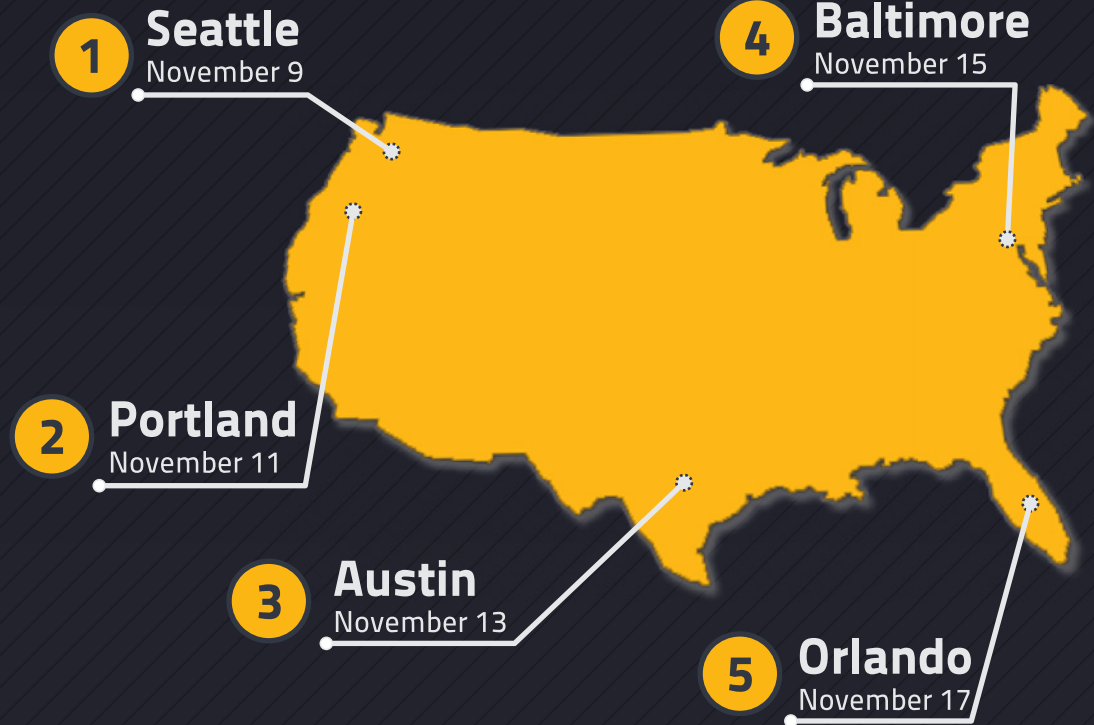 1
Seattle
November 9
4
Baltimore
November 15
2
Portland
November 11
3
Austin
November 13
5
Orlando
November 17